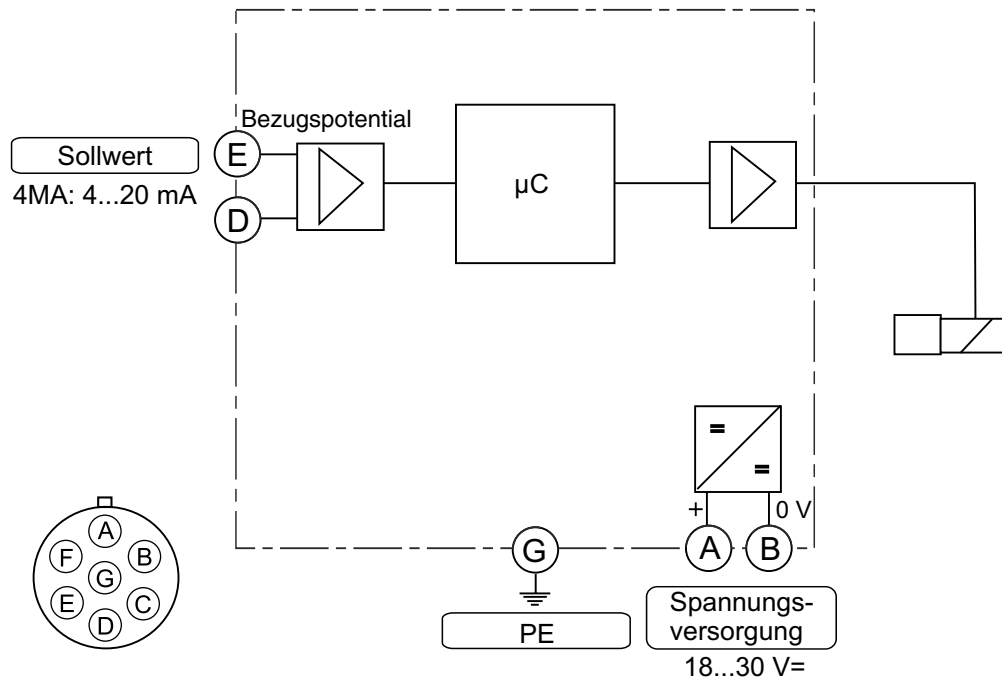 Bezugspotential
E
Sollwert
4MA: 4...20 mA
D
µC
=
=
+
0 V
A
B
G
PE
Spannungs-
versorgung
18...30 V=
A
F
B
G
E
C
D